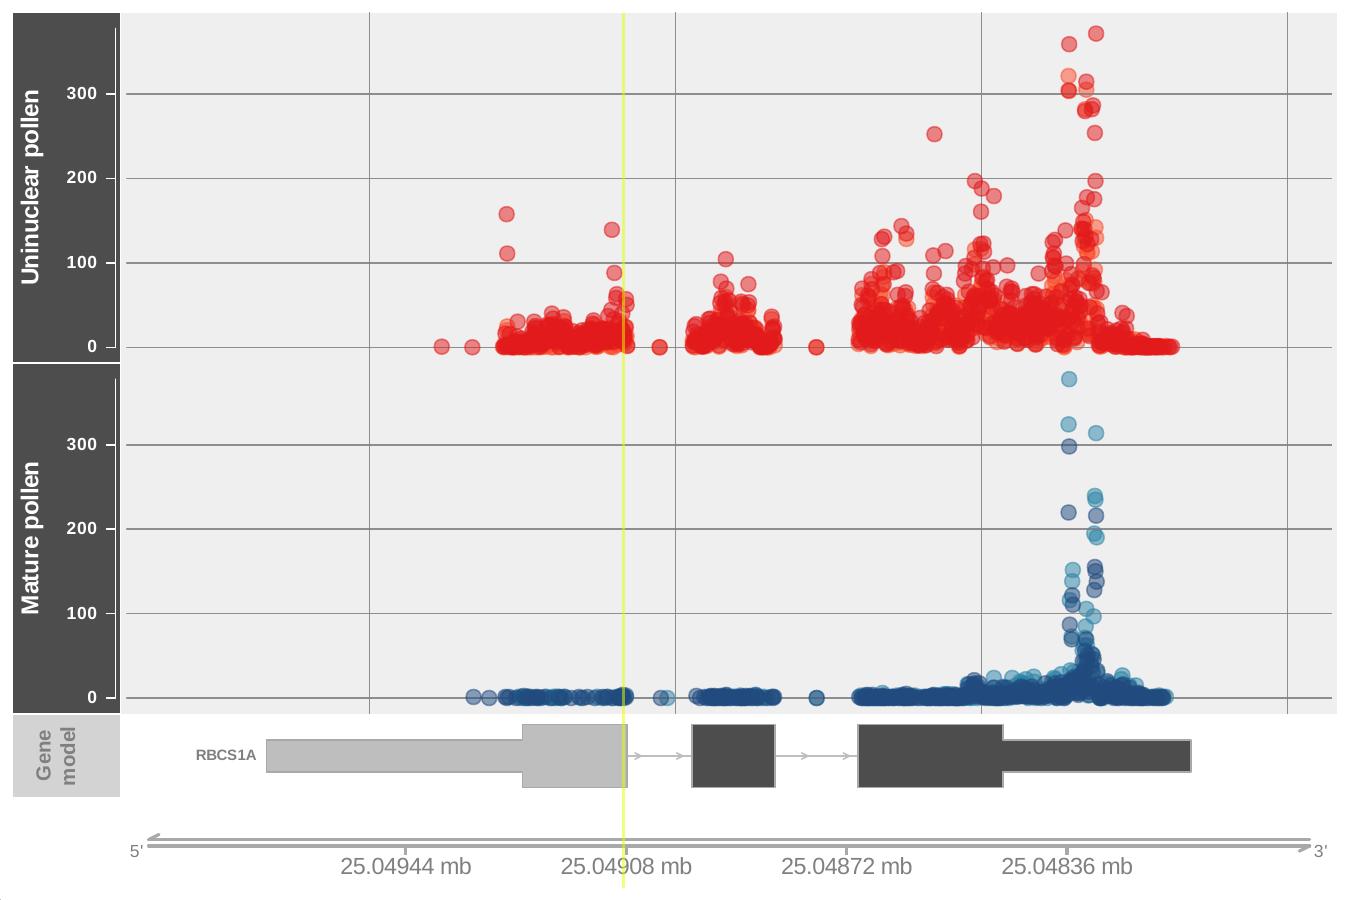 Uninuclear pollen
300
200
100
0
Mature pollen
300
200
100
0
Gene
model
RBCS1A
5'
3'
25.04944 mb
25.04908 mb
25.04872 mb
25.04836 mb